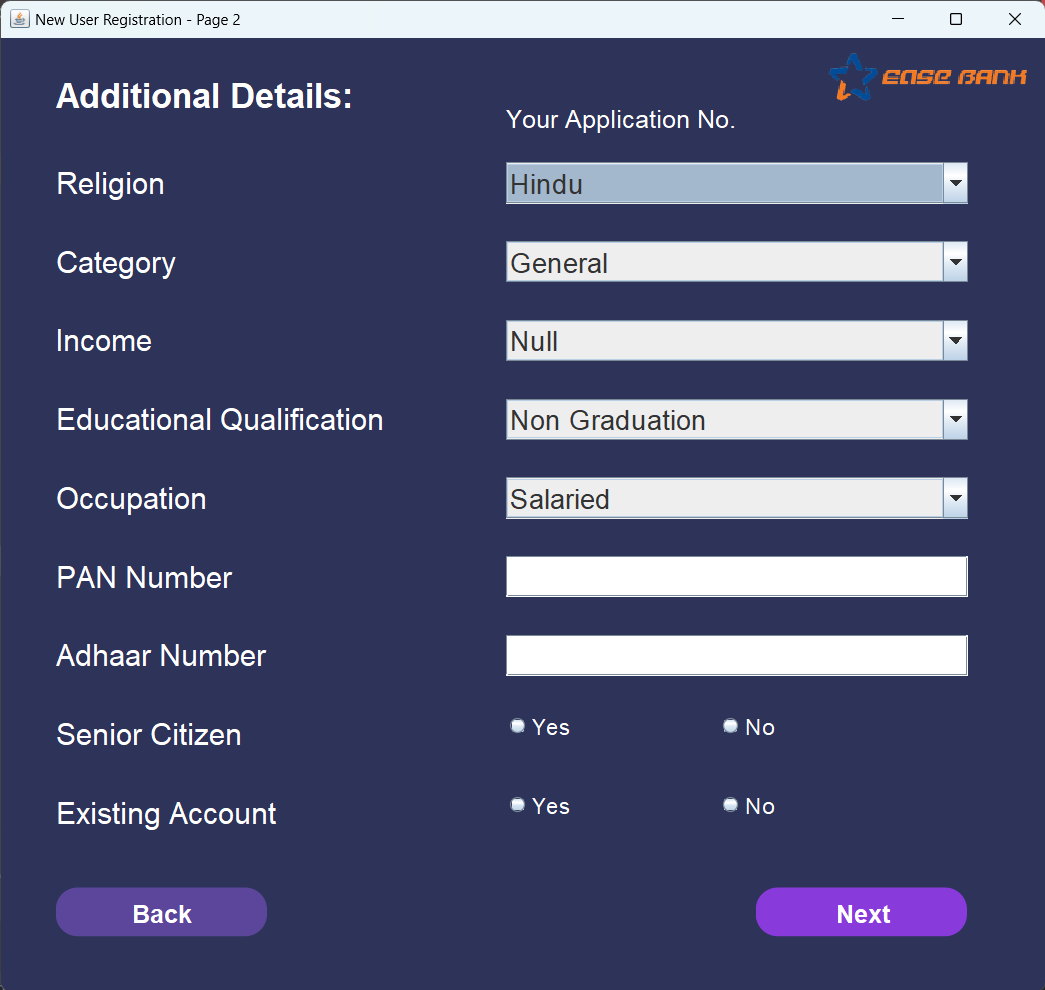 New User Registration - Page 2
EASE BANK
Additional Details:
Your Application No.
Religion Hindu
Category General
Income Null
Educational Qualification Non Graduation
Occupation Salaried
PAN Number
Adhaar Number
Senior Citizen Yes No
Existing Account Yes No
Back Next